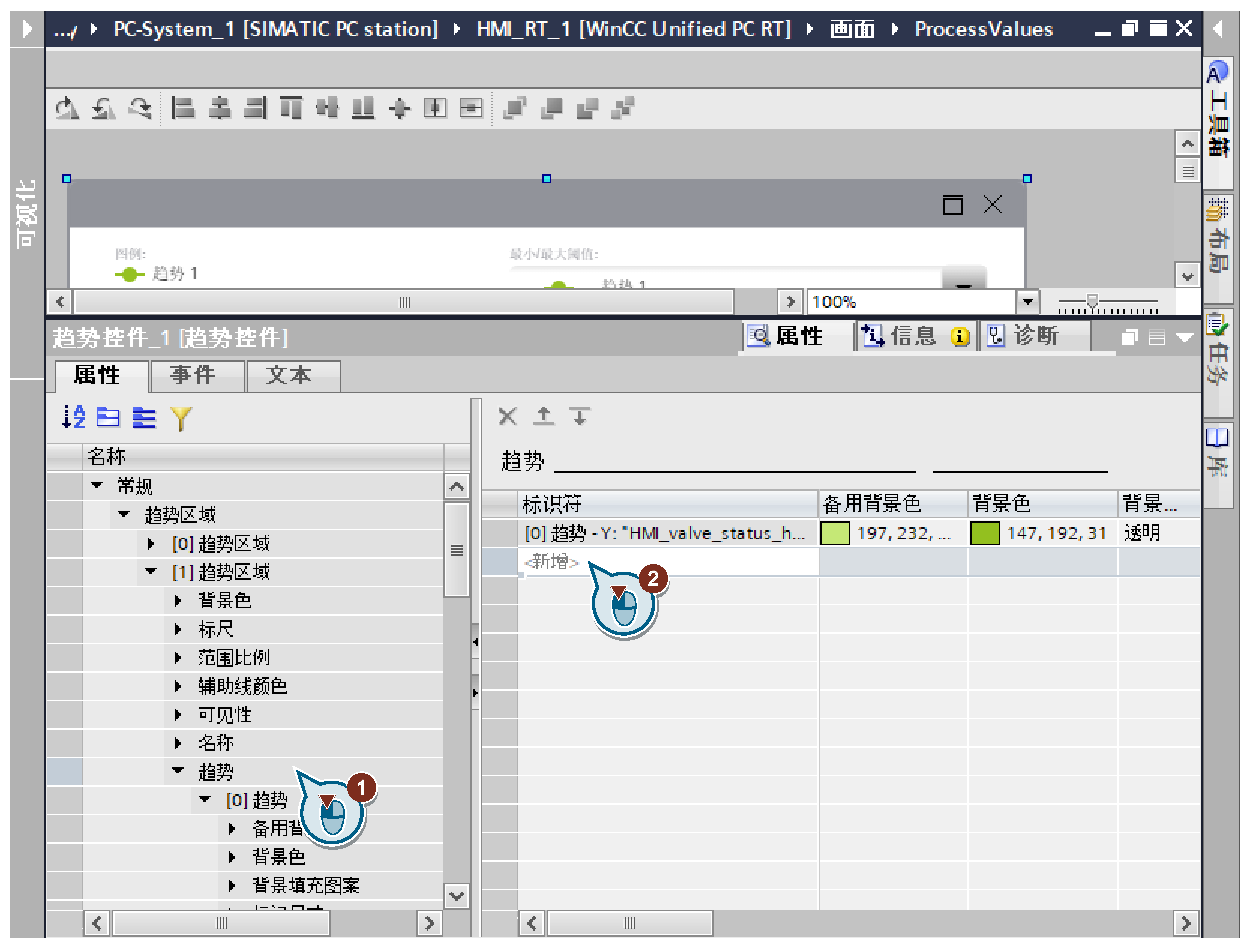 .../ ▸ PC-System_1 [SIMATIC PC station] ▸ HMI_RT_1 [WinCC Unified PC RT] ▸ 画面 ▸ ProcessValues
工具箱
布局
任务
库
可视化
图例:
趋势 1
最小/最大阈值:
趋势 1
100%
趋势控件_1 [趋势控件]
属性 信息 诊断
属性 事件 文本
名称
常规
趋势区域
[0] 趋势区域
[1] 趋势区域
背景色
标尺
范围比例
辅助线颜色
可见性
名称
趋势
1
[0] 趋势
备用背
背景色
背景填充图案
趋势
标识符 备用背景色 背景色 背景...
[0] 趋势 - Y: "HMI_valve_status_h... 197, 232, ... 147, 192, 31 透明
<新增>
2